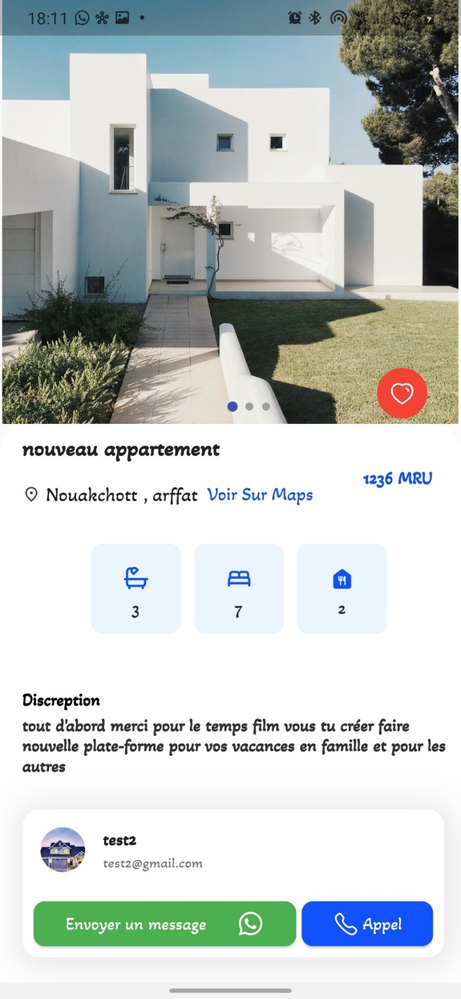 18:11
67%
nouveau appartement
1236 MRU
Nouakchott , arffat Voir Sur Maps
3
7
2
Discreption
tout d'abord merci pour le temps film vous tu créer faire
nouvelle plate-forme pour vos vacances en famille et pour les
autres
test2
test2@gmail.com
Envoyer un message
Appel